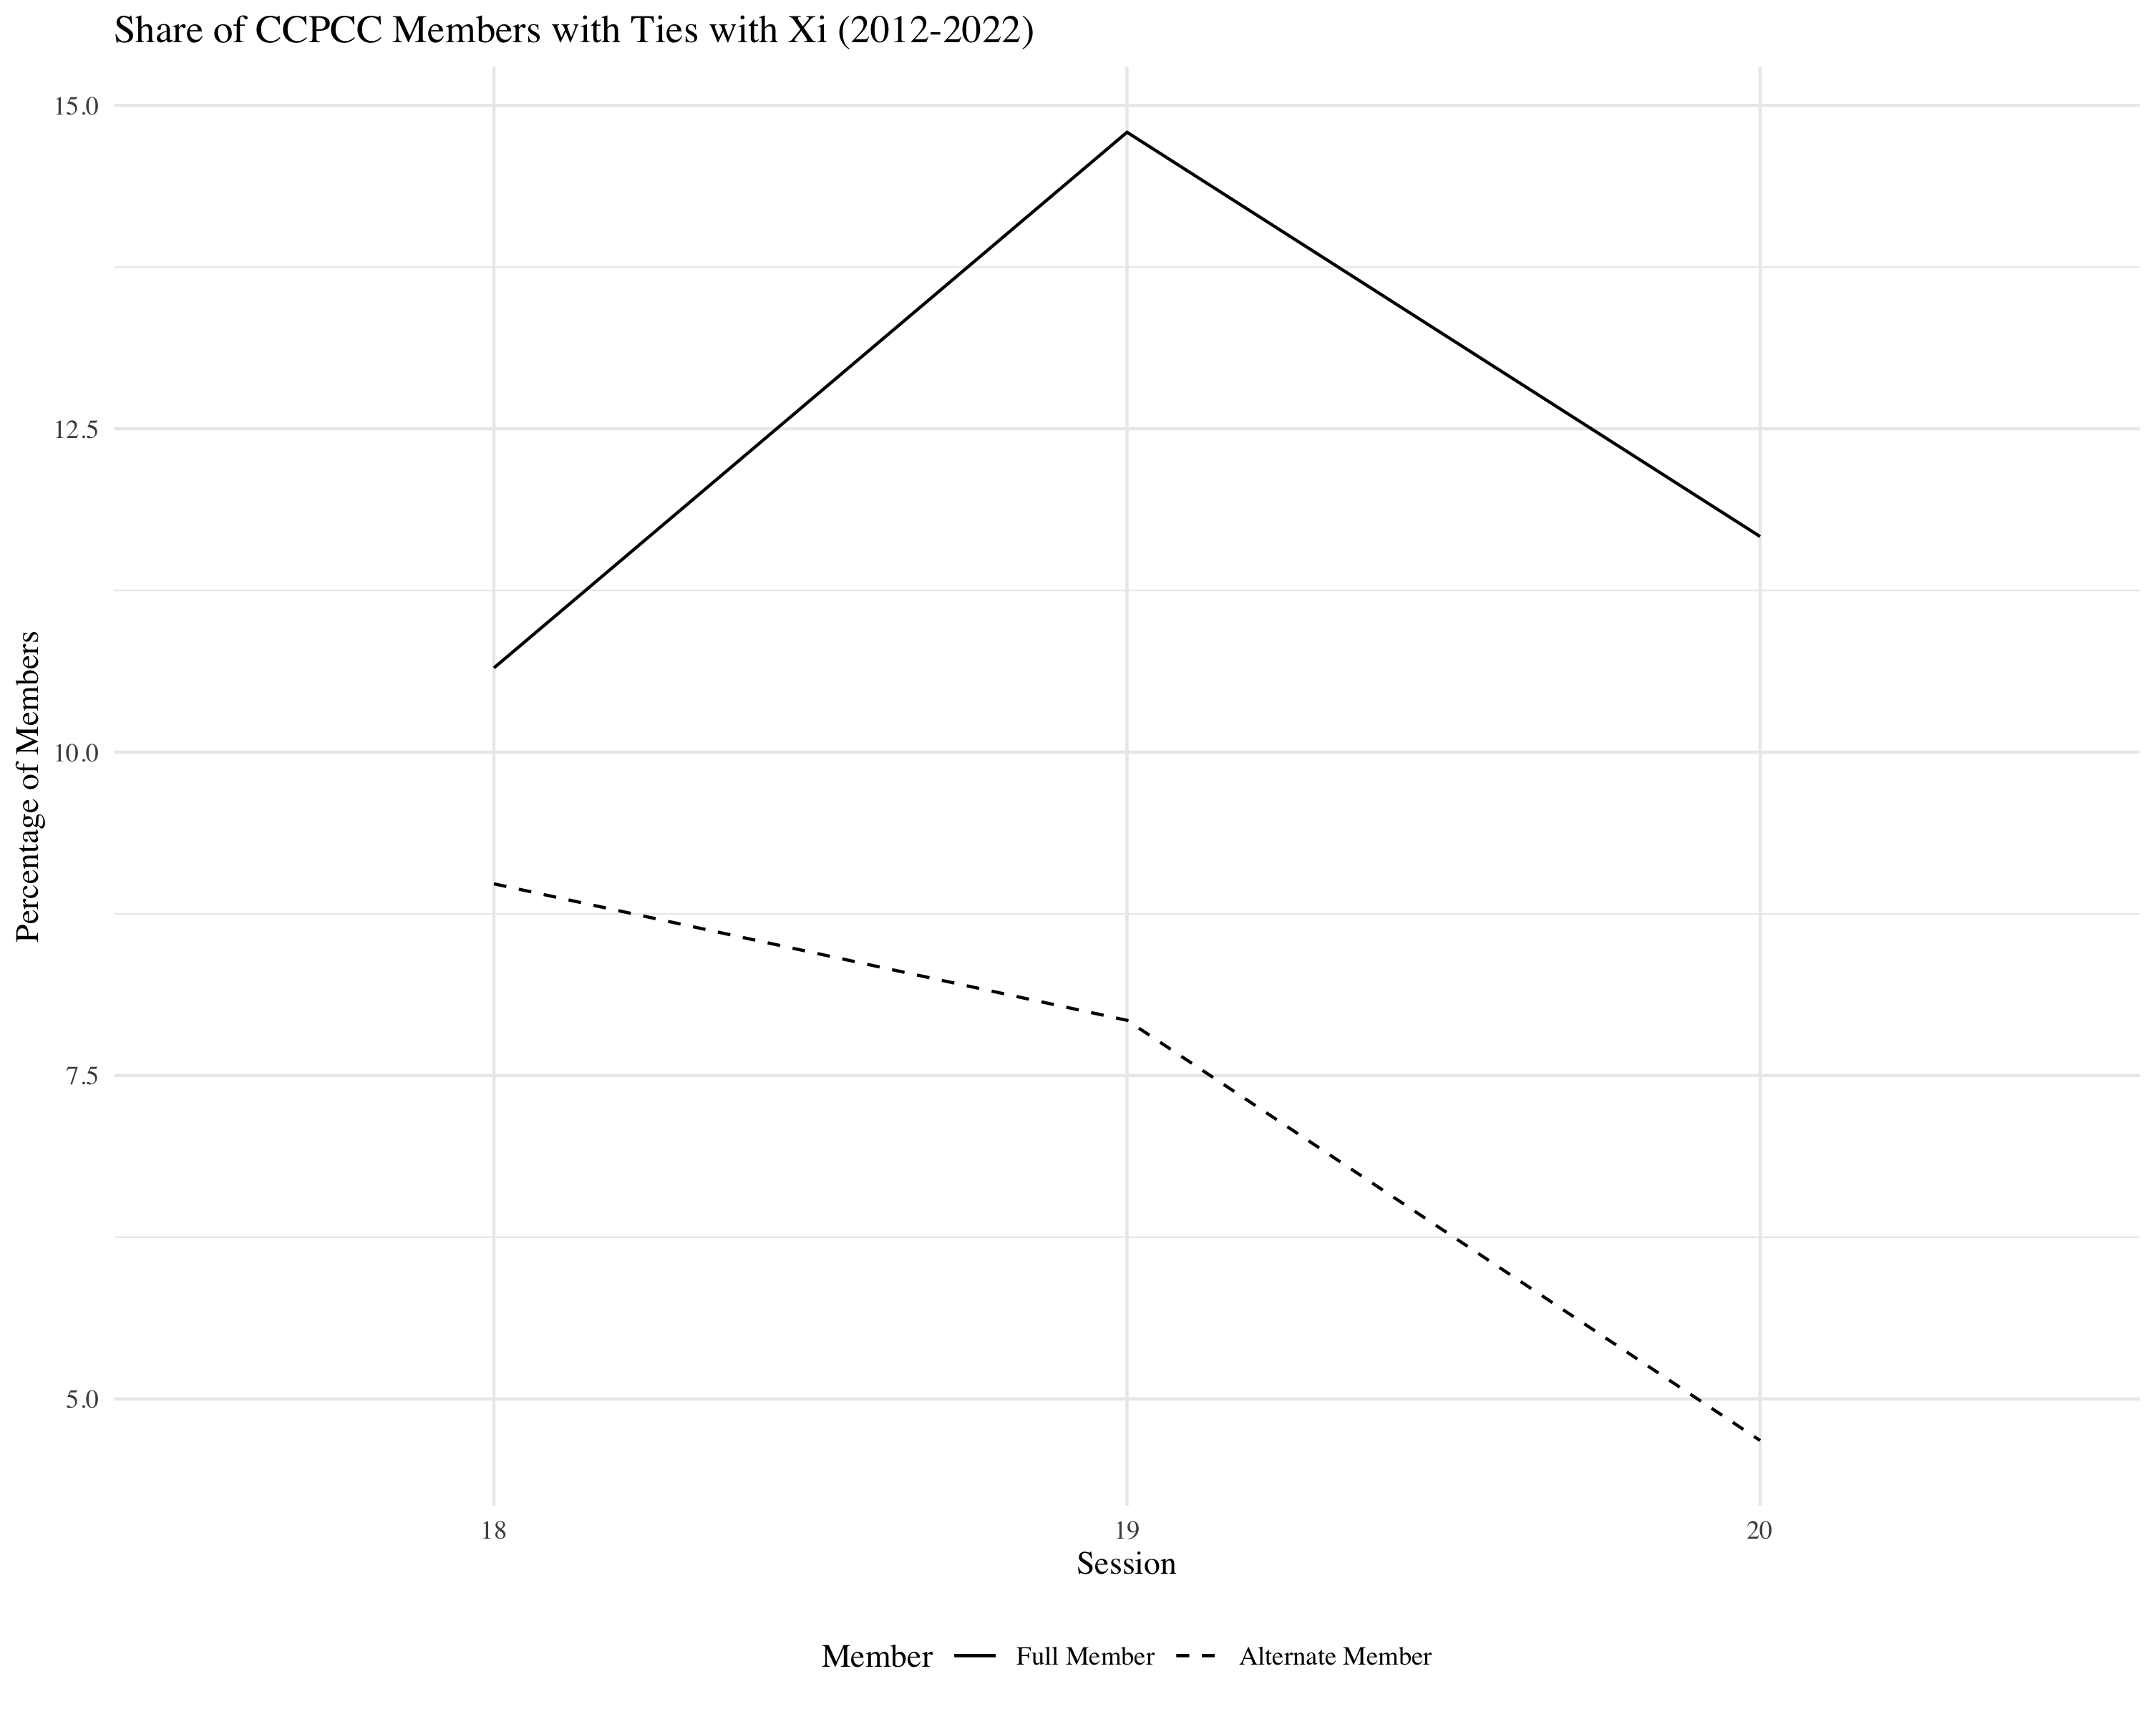 Share of CCPCC Members with Ties with Xi (2012-2022)
Percentage of Members
15.0
12.5
10.0
7.5
5.0
18 19 20
Session
Member Full Member Alternate Member